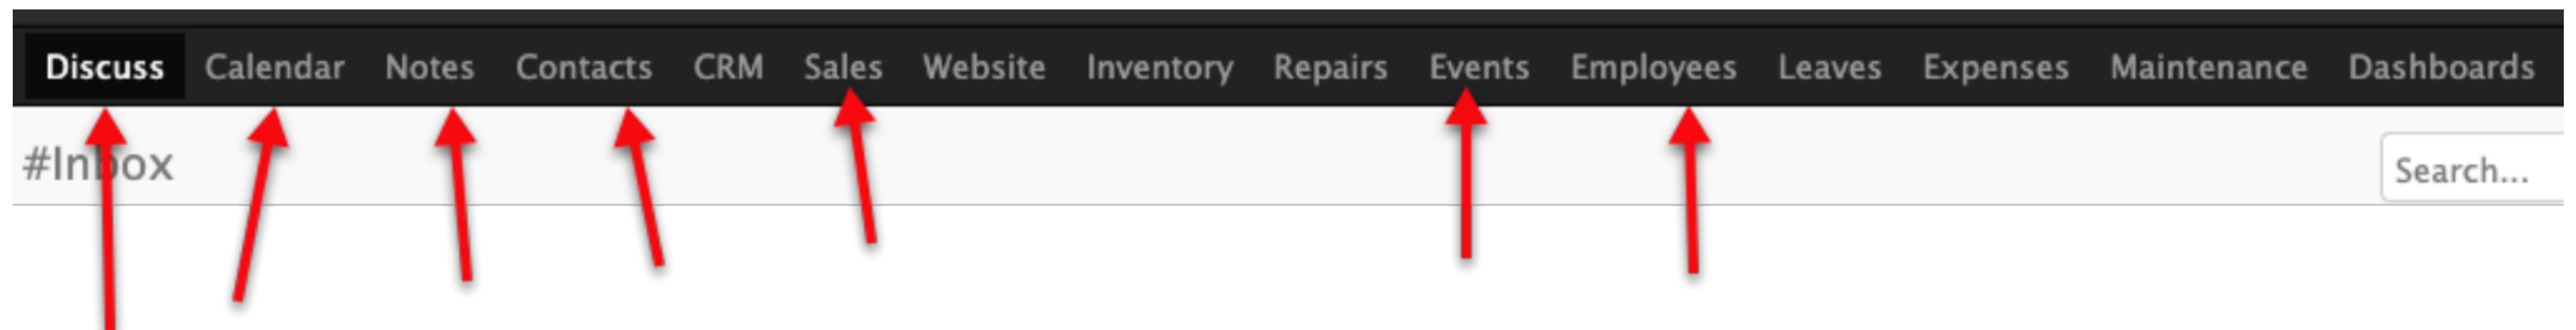 Discuss Calendar Notes Contacts CRM Sales Website Inventory Repairs Events Employees Leaves Expenses Maintenance Dashboards
#Inbox
Search...